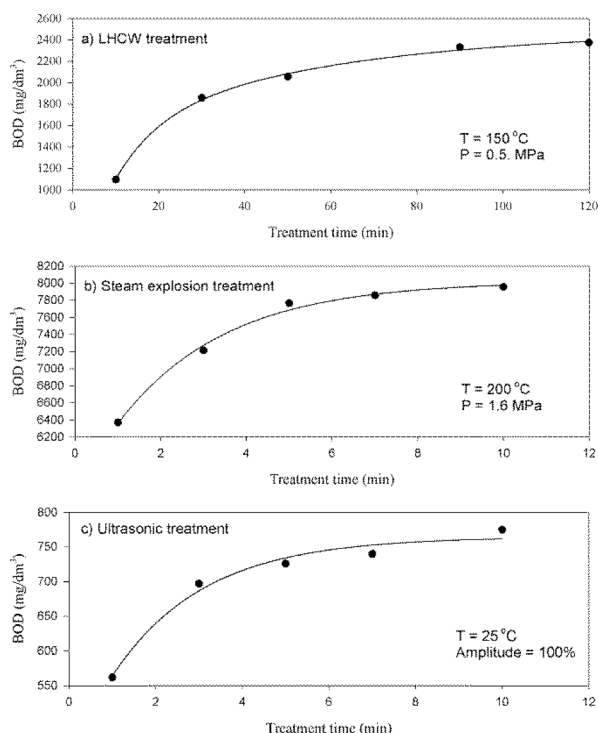 2600
2400
2200
2000
1800
1600
1400
1200
1000
BOD (mg/dm³)
a) LHCW treatment
T = 150 °C
P = 0.5. MPa
0 20 40 60 80 100 120
Treatment time (min)
8200
8000
7800
7600
7400
7200
7000
6800
6600
6400
6200
BOD (mg/dm³)
b) Steam explosion treatment
T = 200 °C
P = 1.6 MPa
0 2 4 6 8 10 12
Treatment time (min)
800
750
700
650
600
550
BOD (mg/dm³)
c) Ultrasonic treatment
T = 25 °C
Amplitude = 100%
0 2 4 6 8 10 12
Treatment time (min)